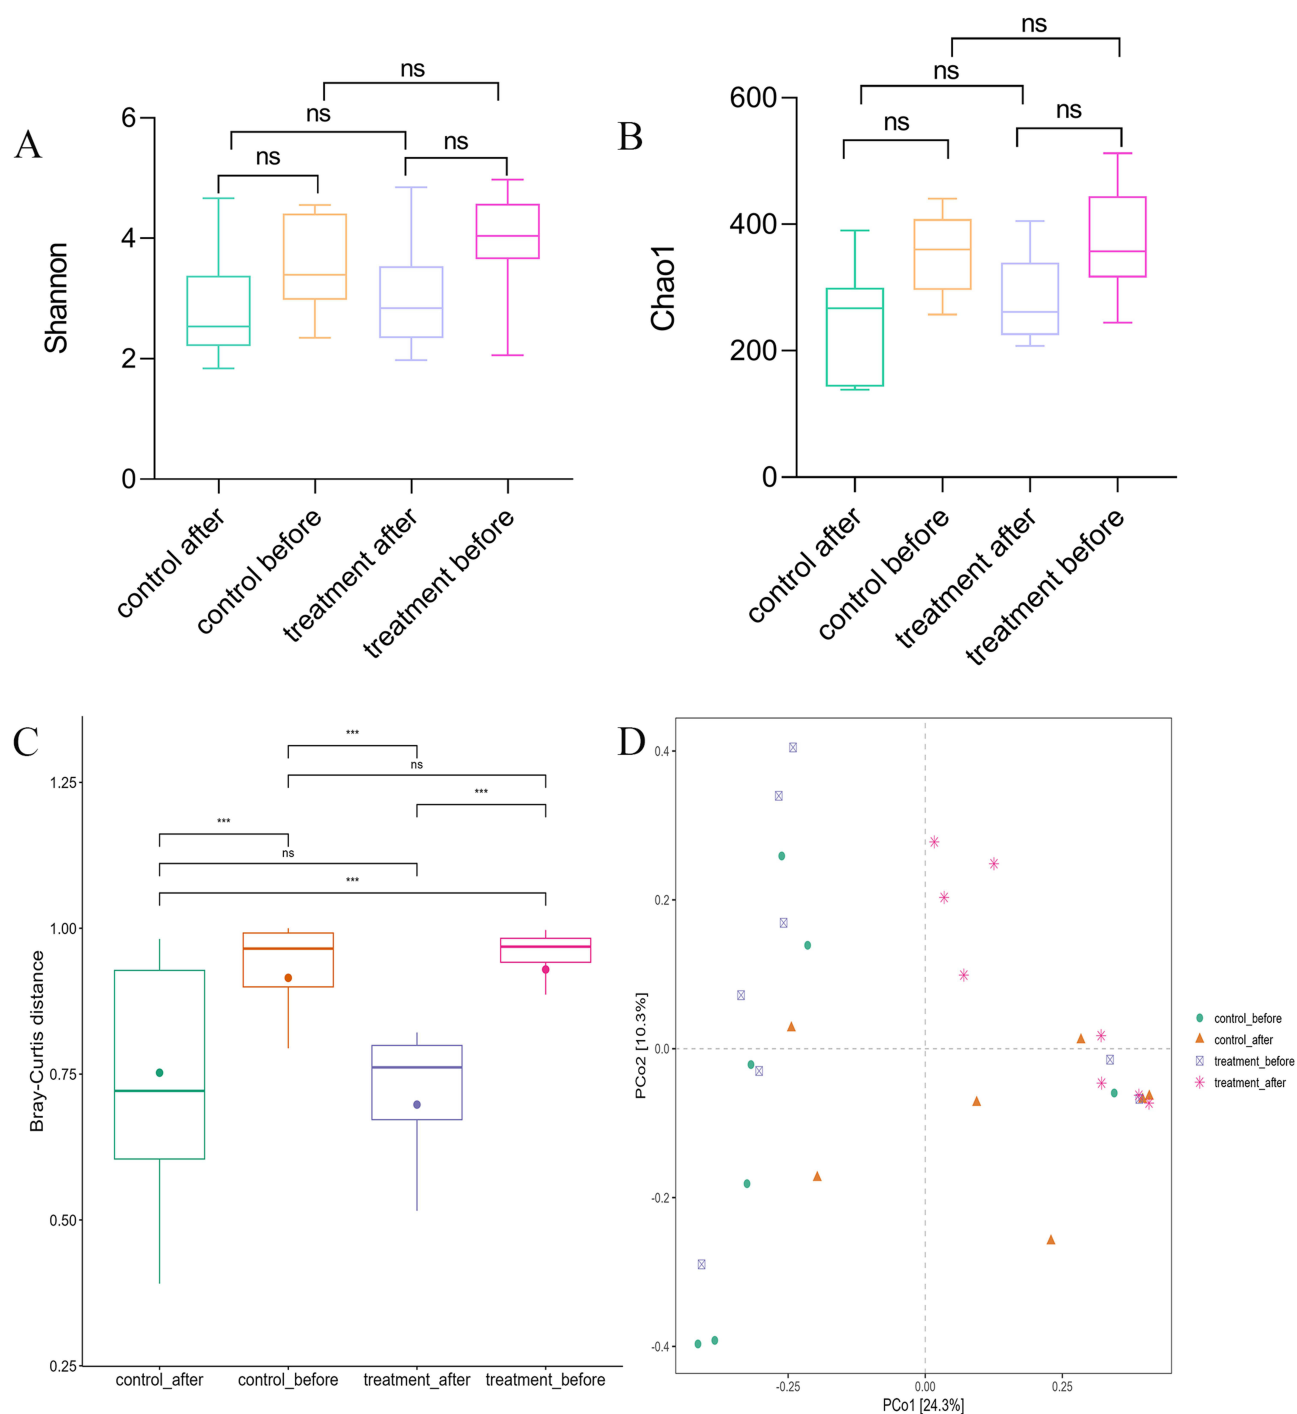 A
Shannon
6
4
2
0
ns
ns
ns
ns
control after
control before
treatment after
treatment before
B
Chao1
600
400
200
0
ns
ns
ns
ns
control after
control before
treatment after
treatment before
C
Bray-Curtis distance
1.25
1.00
0.75
0.50
0.25
***
ns
***
***
ns
***
control_after
control_before
treatment_after
treatment_before
D
PCo2 [10.3%]
0.4
0.2
0.0
-0.2
-0.4
-0.25
0.00
0.25
PCo1 [24.3%]
control_before
control_after
treatment_before
treatment_after